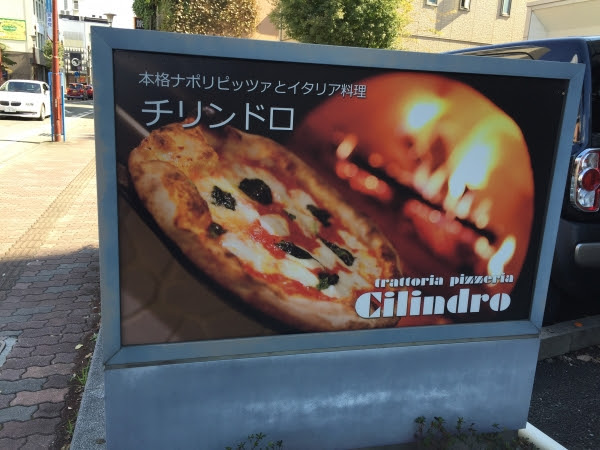 本格ナポリピッツァとイタリア料理
チリンドロ
trattoria pizzeria
Cilindro